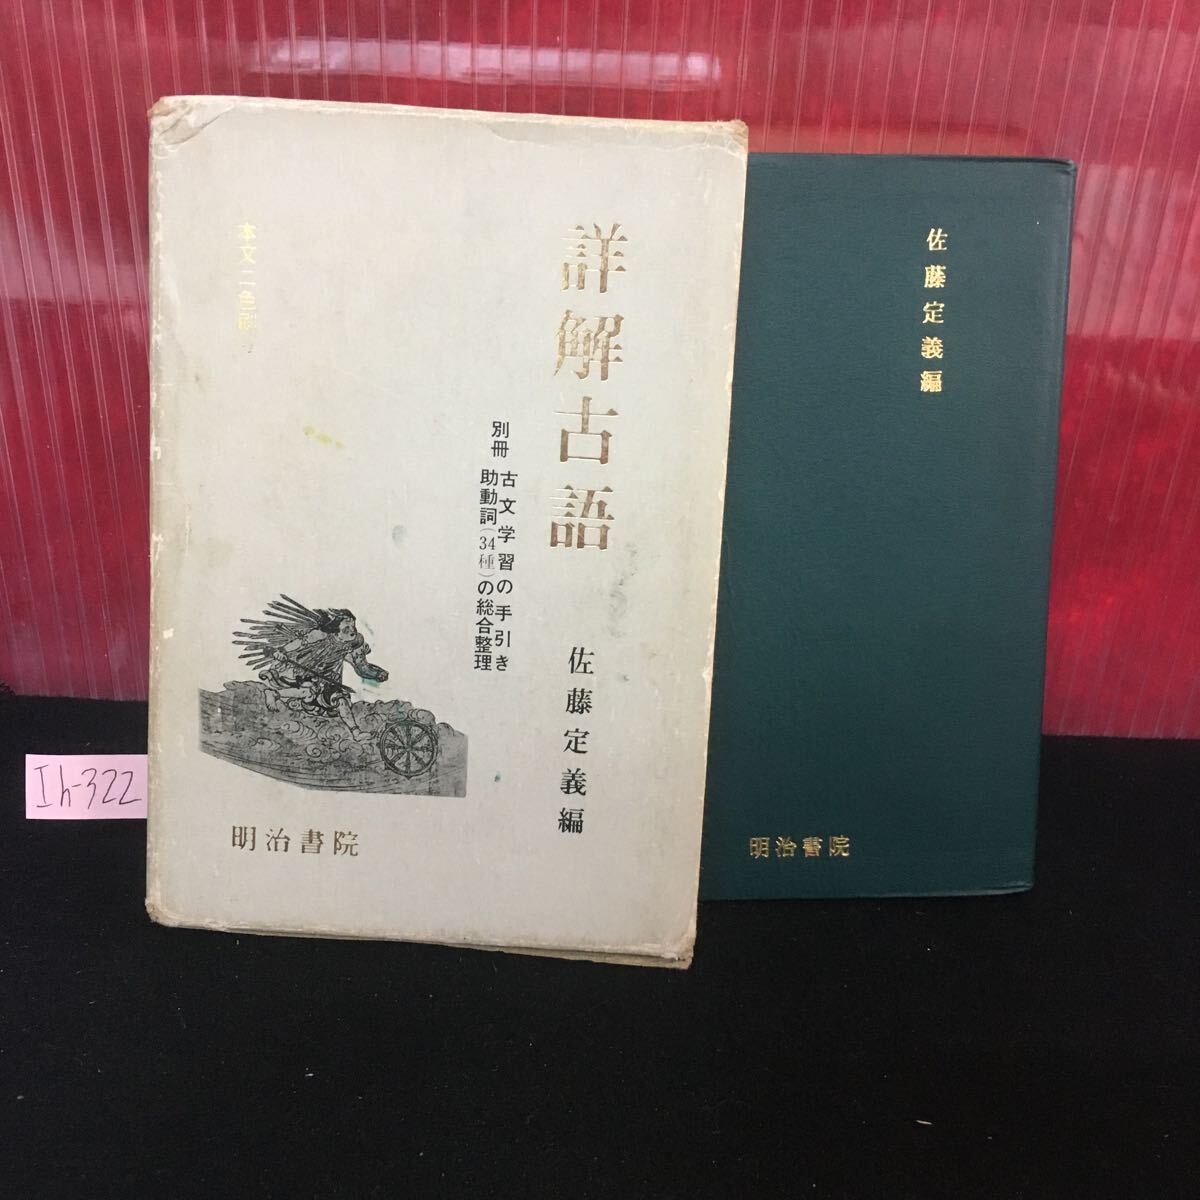 詳解古語
佐藤定義編
別冊 古文学習の手引き
助動詞(34種)の総合整理
本文二色刷り
明治書院
佐藤定義編
明治書院
Ih-322